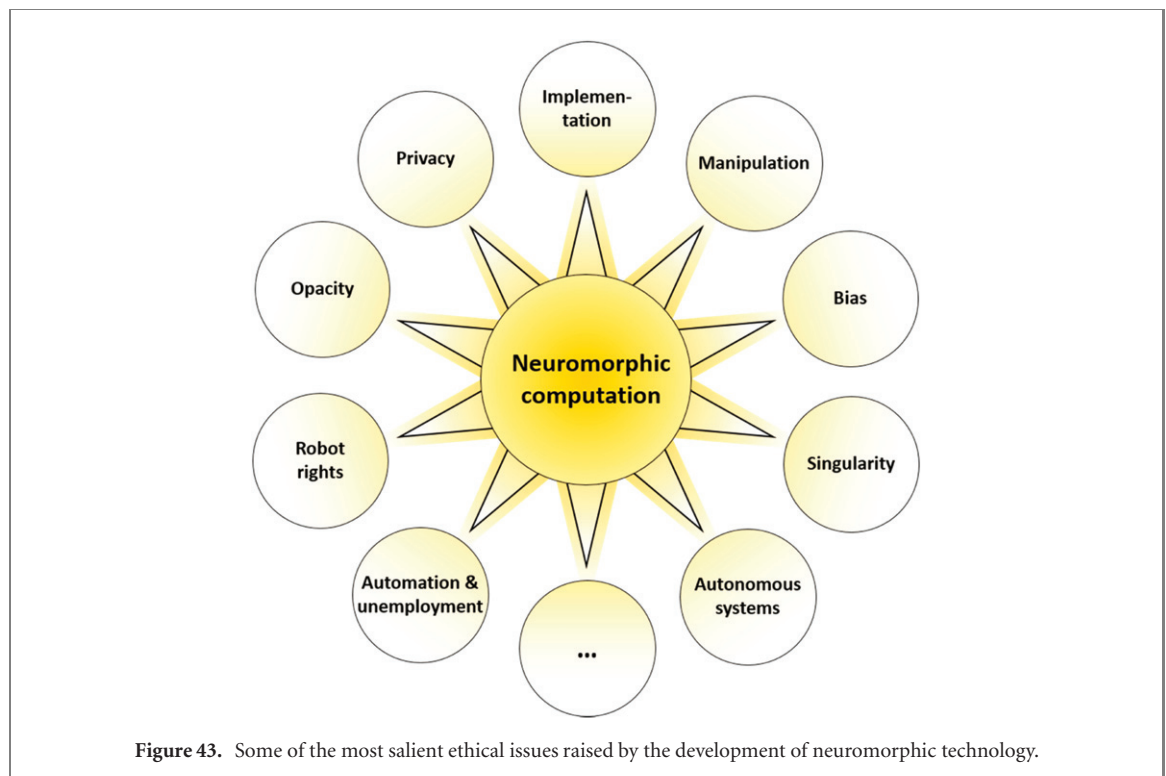 Implemen-
tation
Manipulation
Privacy
Bias
Opacity
Neuromorphic
computation
Singularity
Robot
rights
Autonomous
systems
Automation &
unemployment
...
Figure 43. Some of the most salient ethical issues raised by the development of neuromorphic technology.